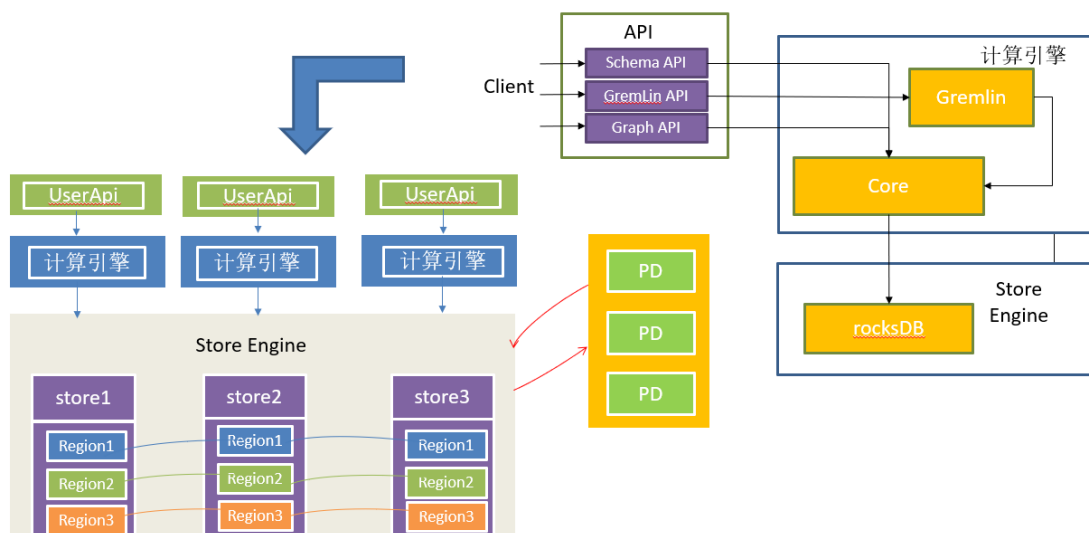 API
Schema API
GremLin API
Graph API
Client
计算引擎
Gremlin
Core
Store
Engine
rocksDB
UserApi
UserApi
UserApi
计算引擎
计算引擎
计算引擎
PD
PD
PD
Store Engine
store1
store2
store3
Region1
Region1
Region1
Region2
Region2
Region2
Region3
Region3
Region3